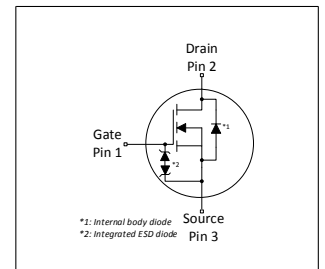 Drain
Pin 2
*1
Gate
Pin 1
*2
*1: Internal body diode
*2: Integrated ESD diode
Source
Pin 3